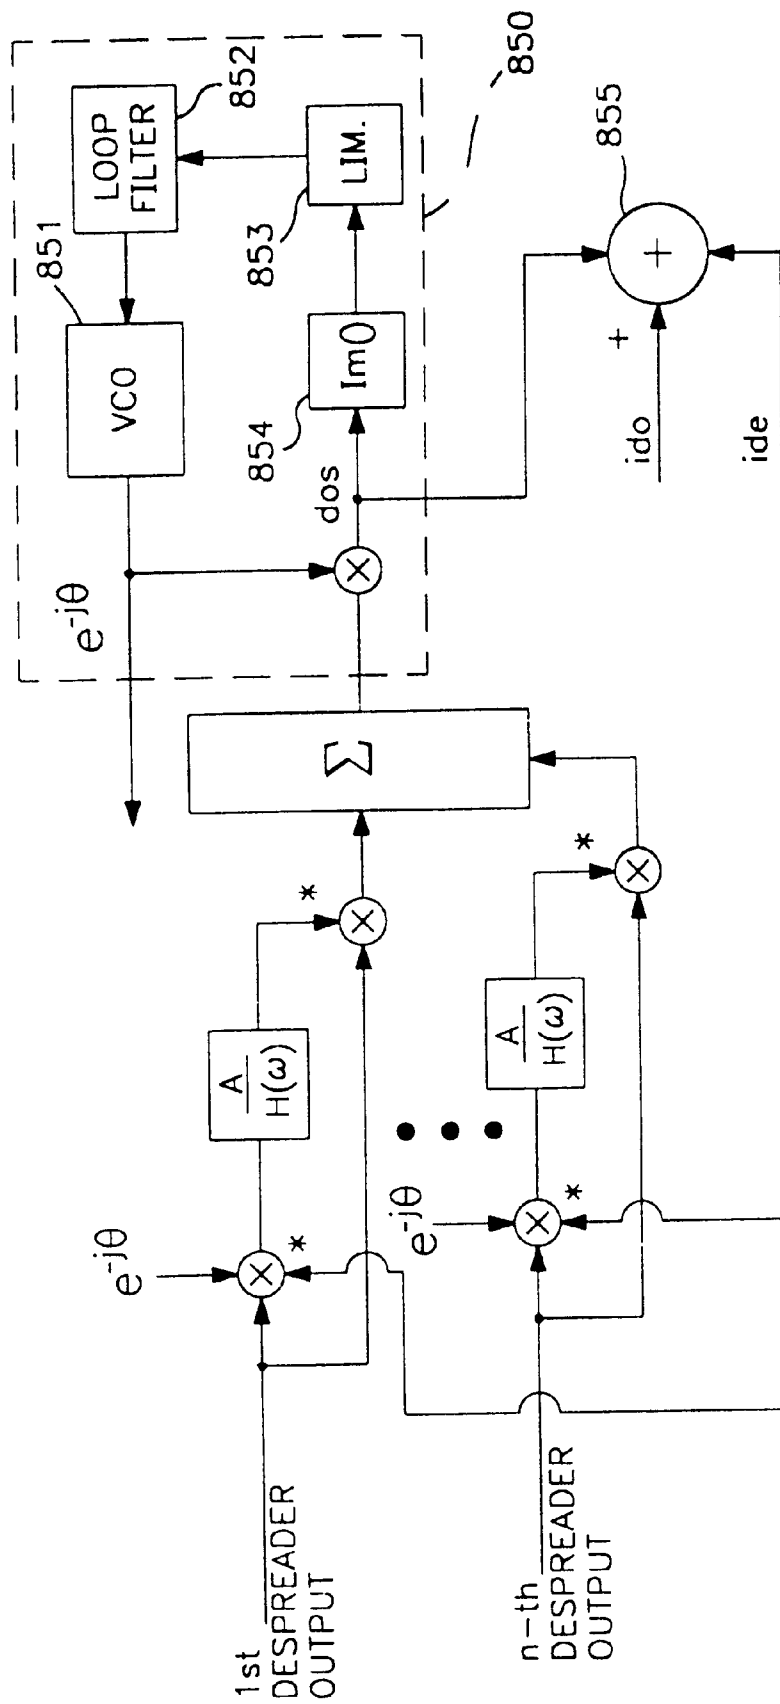 1st
DESPREADER
OUTPUT
n-th
DESPREADER
OUTPUT
e^-jθ
*
A
H(ω)
*
e^-jθ
*
A
H(ω)
*
Σ
e^-jθ
VCO
851
LOOP
FILTER
852
dos
Im()
854
LIM.
853
850
ido
+
ide
+
855